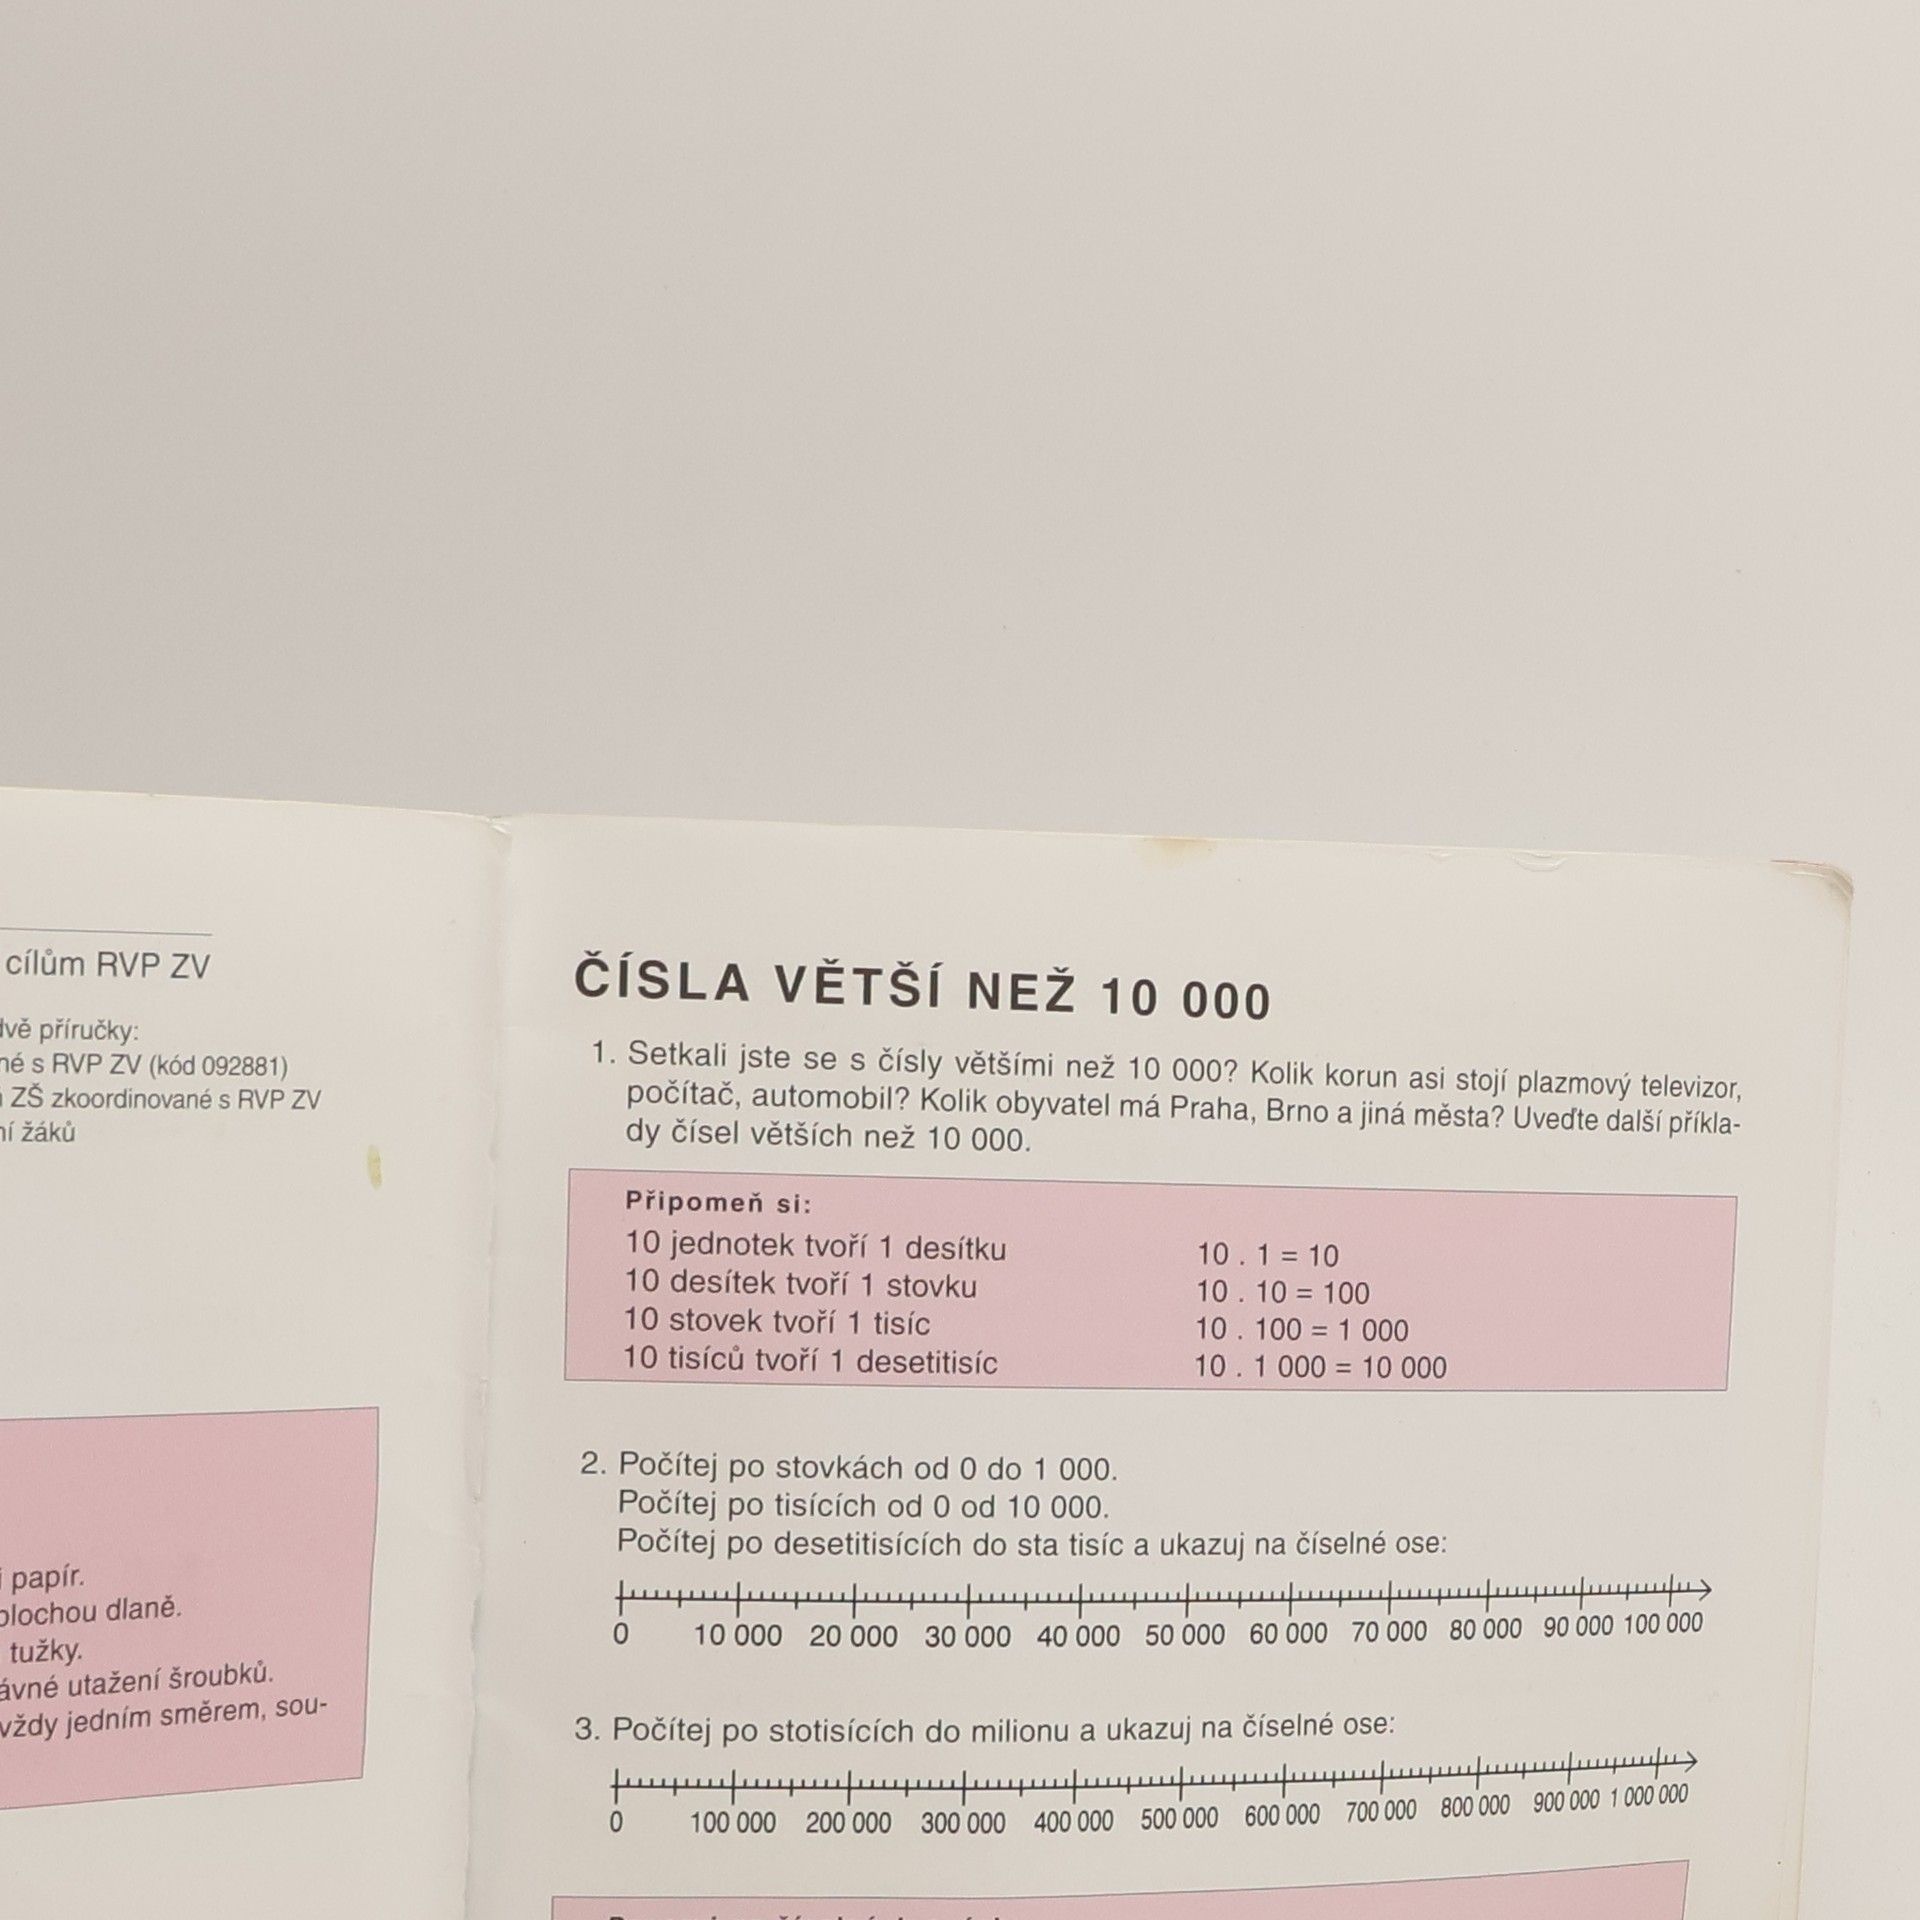 cílům RVP ZV
dvě příručky:
né s RVP ZV (kód 092881)
ZŠ zkoordinované s RVP ZV
ní žáků
papír.
plochou dlaně.
tužky.
ávné utažení šroubků.
vždy jedním směrem, sou-
ČÍSLA VĚTŠÍ NEŽ 10 000
1. Setkali jste se s čísly většími než 10 000? Kolik korun asi stojí plazmový televizor,
počítač, automobil? Kolik obyvatel má Praha, Brno a jiná města? Uveďte další příkla-
dy čísel větších než 10 000.
Připomeň si:
10 jednotek tvoří 1 desítku 10 . 1 = 10
10 desítek tvoří 1 stovku 10 . 10 = 100
10 stovek tvoří 1 tisíc 10 . 100 = 1 000
10 tisíců tvoří 1 desetitisíc 10 . 1 000 = 10 000
2. Počítej po stovkách od 0 do 1 000.
Počítej po tisících od 0 od 10 000.
Počítej po desetitisících do sta tisíc a ukazuj na číselné ose:
0 10 000 20 000 30 000 40 000 50 000 60 000 70 000 80 000 90 000 100 000
3. Počítej po stotisících do milionu a ukazuj na číselné ose:
0 100 000 200 000 300 000 400 000 500 000 600 000 700 000 800 000 900 000 1 000 000